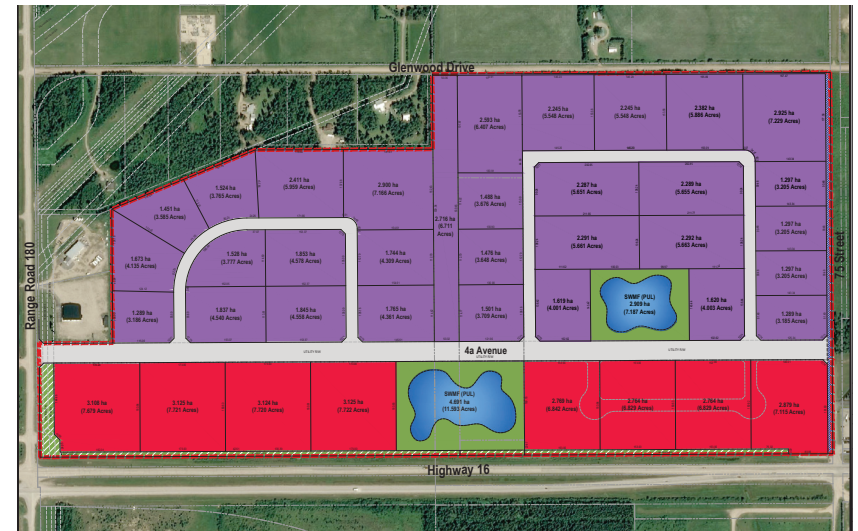 Glenwood Drive
2.593 ha
(6.407 Acres)
2.245 ha
(5.548 Acres)
2.245 ha
(5.548 Acres)
2.382 ha
(5.886 Acres)
2.925 ha
(7.229 Acres)
1.451 ha
(3.585 Acres)
1.524 ha
(3.765 Acres)
2.411 ha
(5.959 Acres)
2.900 ha
(7.166 Acres)
2.716 ha
(6.711
Acres)
1.488 ha
(3.676 Acres)
2.287 ha
(5.651 Acres)
2.289 ha
(5.655 Acres)
1.297 ha
(3.205 Acres)
1.673 ha
(4.135 Acres)
1.528 ha
(3.777 Acres)
1.853 ha
(4.578 Acres)
1.744 ha
(4.309 Acres)
1.476 ha
(3.648 Acres)
2.291 ha
(5.661 Acres)
2.292 ha
(5.663 Acres)
1.297 ha
(3.205 Acres)
1.297 ha
(3.205 Acres)
1.289 ha
(3.186 Acres)
1.837 ha
(4.540 Acres)
1.845 ha
(4.558 Acres)
1.765 ha
(4.361 Acres)
1.501 ha
(3.709 Acres)
1.619 ha
(4.001 Acres)
SWMF (PUL)
2.909 ha
(7.187 Acres)
1.620 ha
(4.003 Acres)
1.289 ha
(3.185 Acres)
Range Road 180
75 Street
4a Avenue
3.108 ha
(7.679 Acres)
3.125 ha
(7.721 Acres)
3.124 ha
(7.720 Acres)
3.125 ha
(7.722 Acres)
SWMF (PUL)
4.691 ha
(11.593 Acres)
2.768 ha
(6.842 Acres)
2.764 ha
(6.829 Acres)
2.764 ha
(6.829 Acres)
2.879 ha
(7.115 Acres)
Highway 16